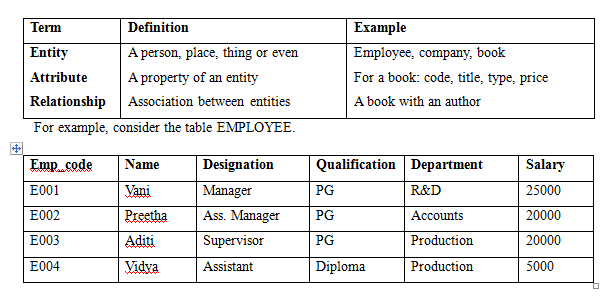 Term Definition Example
Entity A person, place, thing or even Employee, company, book
Attribute A property of an entity For a book: code, title, type, price
Relationship Association between entities A book with an author
For example, consider the table EMPLOYEE.
Emp_code Name Designation Qualification Department Salary
E001 Vani Manager PG R&D 25000
E002 Preetha Ass. Manager PG Accounts 20000
E003 Aditi Supervisor PG Production 20000
E004 Vidya Assistant Diploma Production 5000